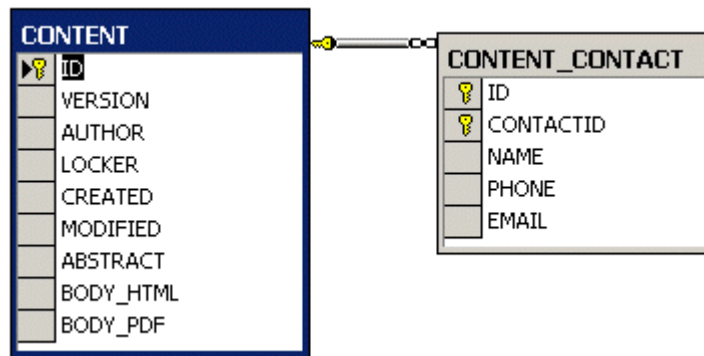 CONTENT
ID
VERSION
AUTHOR
LOCKER
CREATED
MODIFIED
ABSTRACT
BODY_HTML
BODY_PDF
CONTENT_CONTACT
ID
CONTACTID
NAME
PHONE
EMAIL